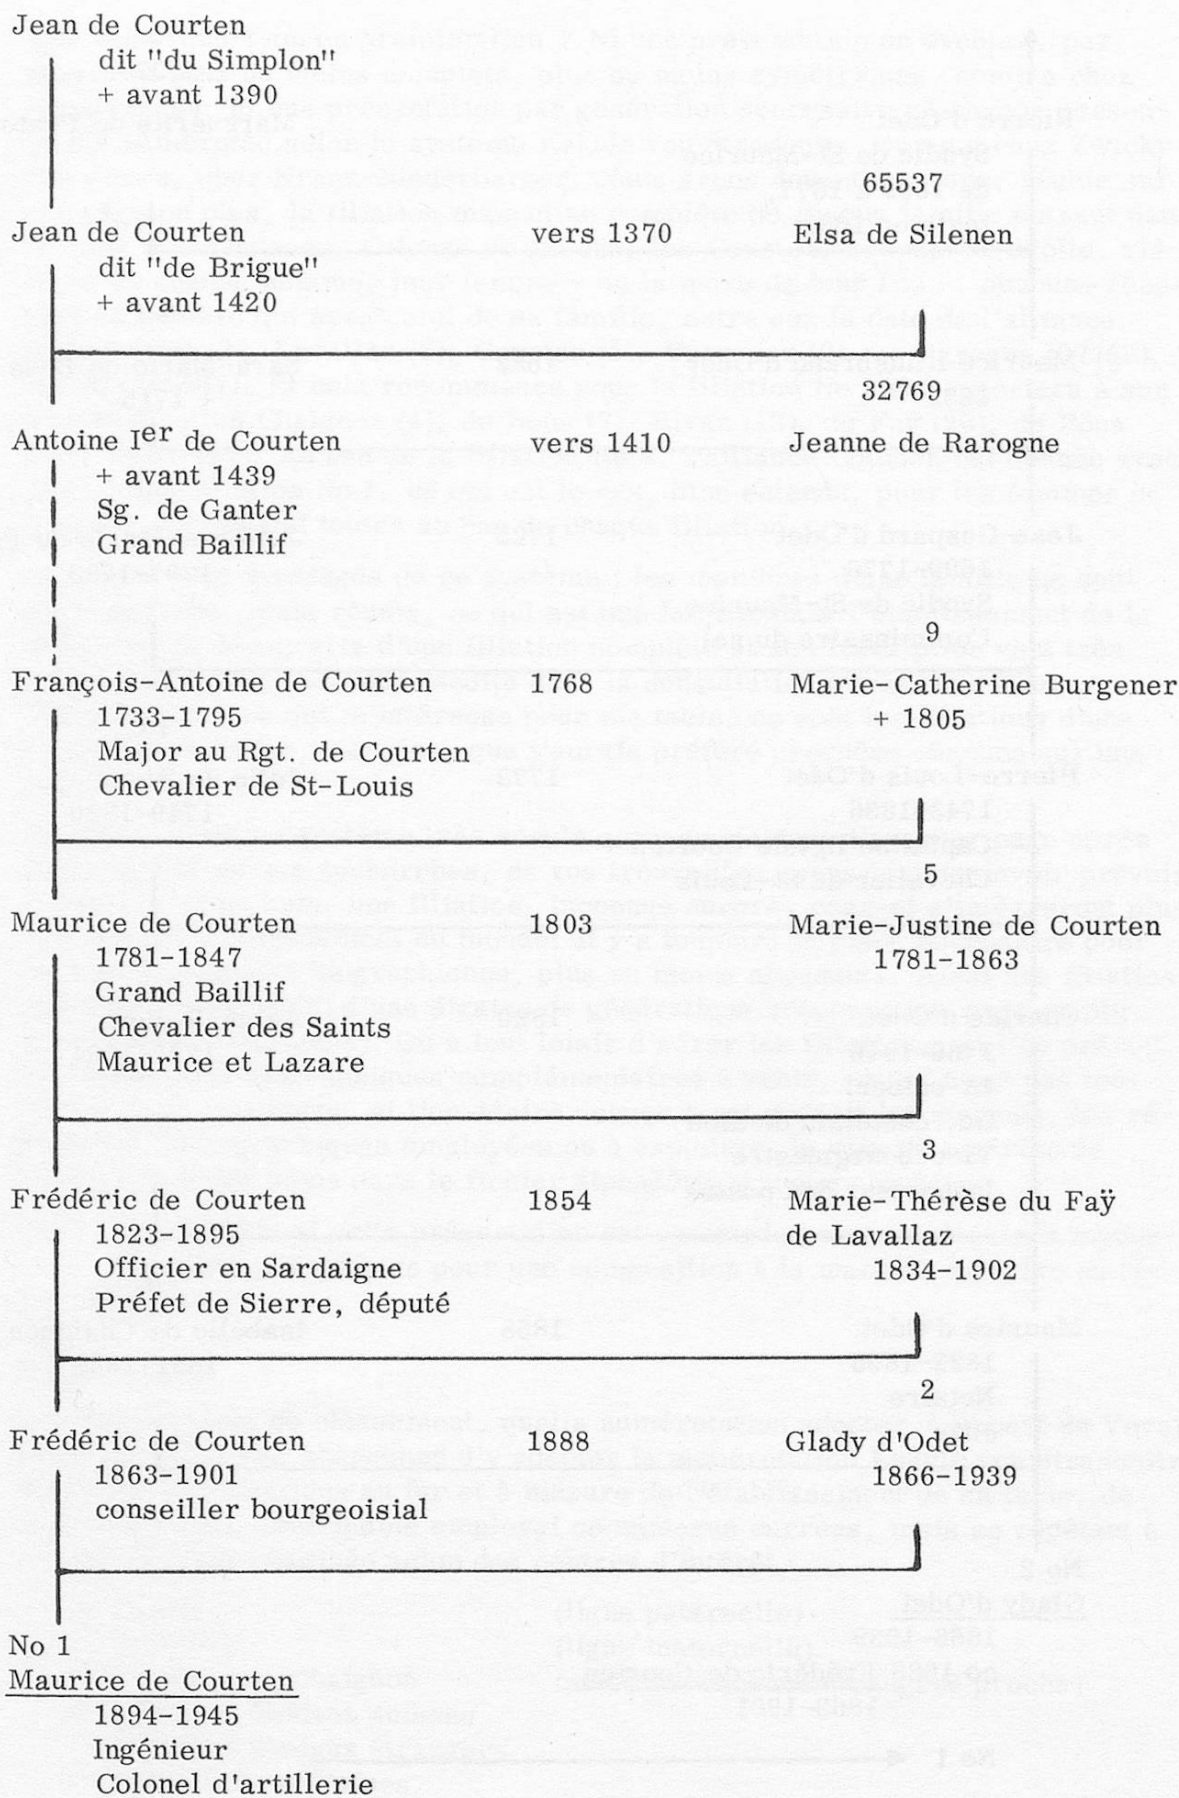 Jean de Courten
dit "du Simplon"
+ avant 1390
65537
Jean de Courten vers 1370 Elsa de Silenen
dit "de Brigue"
+ avant 1420
32769
Antoine Ier de Courten vers 1410 Jeanne de Rarogne
+ avant 1439
Sg. de Ganter
Grand Baillif
9
François-Antoine de Courten 1768 Marie-Catherine Burgener
1733-1795 + 1805
Major au Rgt. de Courten
Chevalier de St-Louis
5
Maurice de Courten 1803 Marie-Justine de Courten
1781-1847 1781-1863
Grand Baillif
Chevalier des Saints
Maurice et Lazare
3
Frédéric de Courten 1854 Marie-Thérèse du Faÿ
1823-1895 de Lavallaz
Officier en Sardaigne 1834-1902
Préfet de Sierre, député
2
Frédéric de Courten 1888 Glady d'Odet
1863-1901 1866-1939
conseiller bourgeoisial
No 1
Maurice de Courten
1894-1945
Ingénieur
Colonel d'artillerie